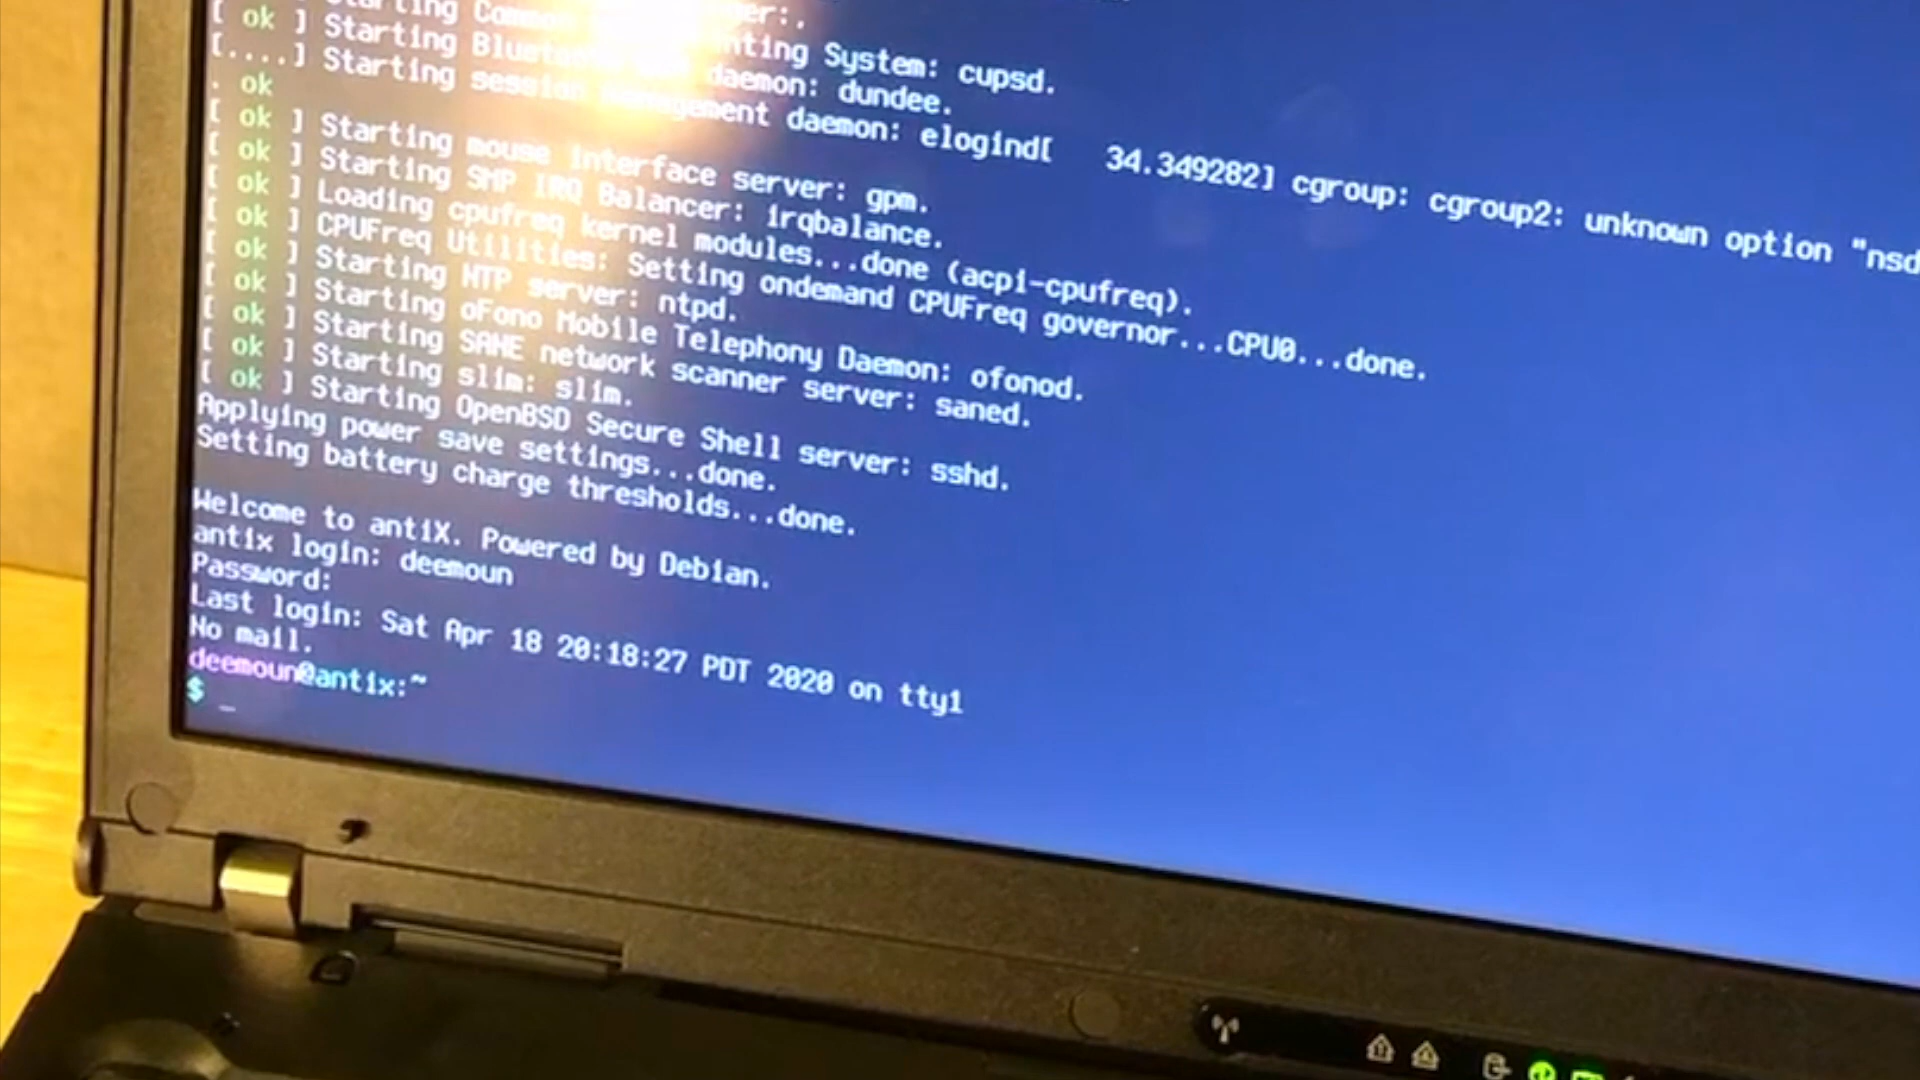 Starting Common ting System: cupsd.
[ ok ] Starting Bluetooth daemon: dundee.
[....] Starting session management daemon: elogind[   34.349282] cgroup: cgroup2: unknown option "nsd
. ok
[ ok ] Starting mouse interface server: gpm.
[ ok ] Starting SMP IRQ Balancer: irqbalance.
[ ok ] Loading cpufreq kernel modules...done (acpi-cpufreq).
[ ok ] CPUFreq Utilities: Setting ondemand CPUFreq governor...CPU0...done.
[ ok ] Starting NTP server: ntpd.
[ ok ] Starting oFono Mobile Telephony Daemon: ofonod.
[ ok ] Starting SANE network scanner server: saned.
[ ok ] Starting slim: slim.
[ ok ] Starting OpenBSD Secure Shell server: sshd.
Applying power save settings...done.
Setting battery charge thresholds...done.
Welcome to antiX. Powered by Debian.
antix login: deemoun
Password:
Last login: Sat Apr 18 20:18:27 PDT 2020 on tty1
No mail.
deemoun@antix:~
$ _